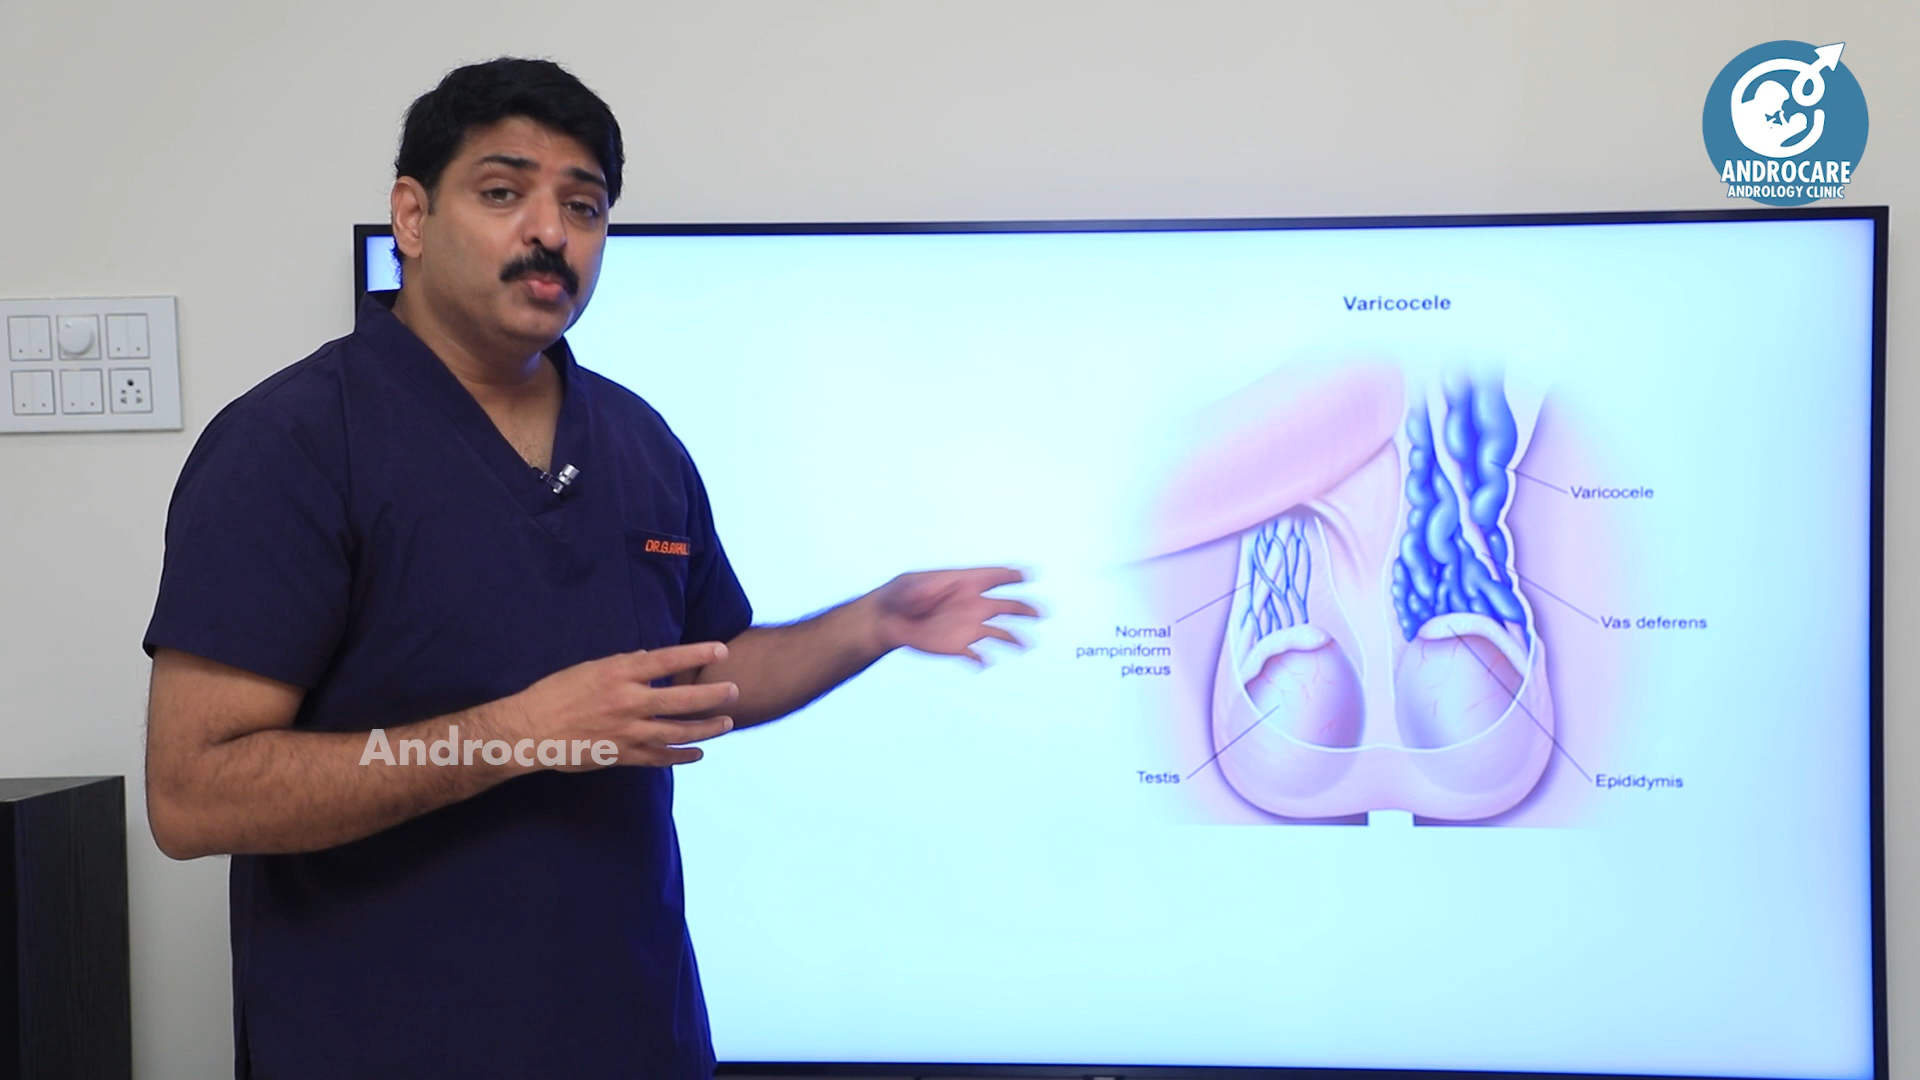 ANDROCARE
ANDROLOGY CLINIC
Varicocele
Varicocele
Vas deferens
Normal
pampiniform
plexus
Testis
Epididymis
Androcare